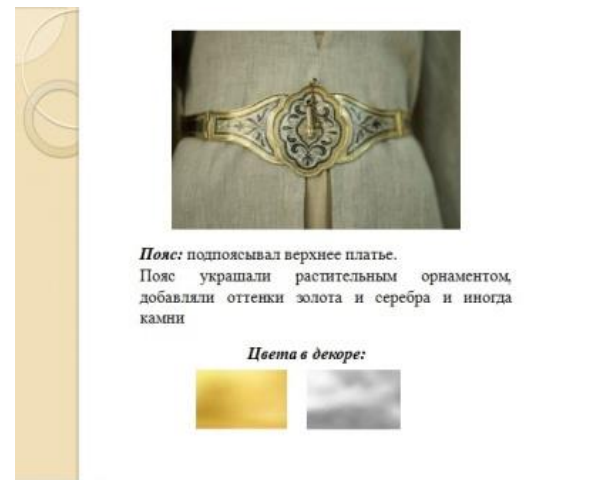 Пояс: подпоясывал верхнее платье.
Пояс украшали растительным орнаментом,
добавляли оттенки золота и серебра и иногда
камни
Цвета в декоре: